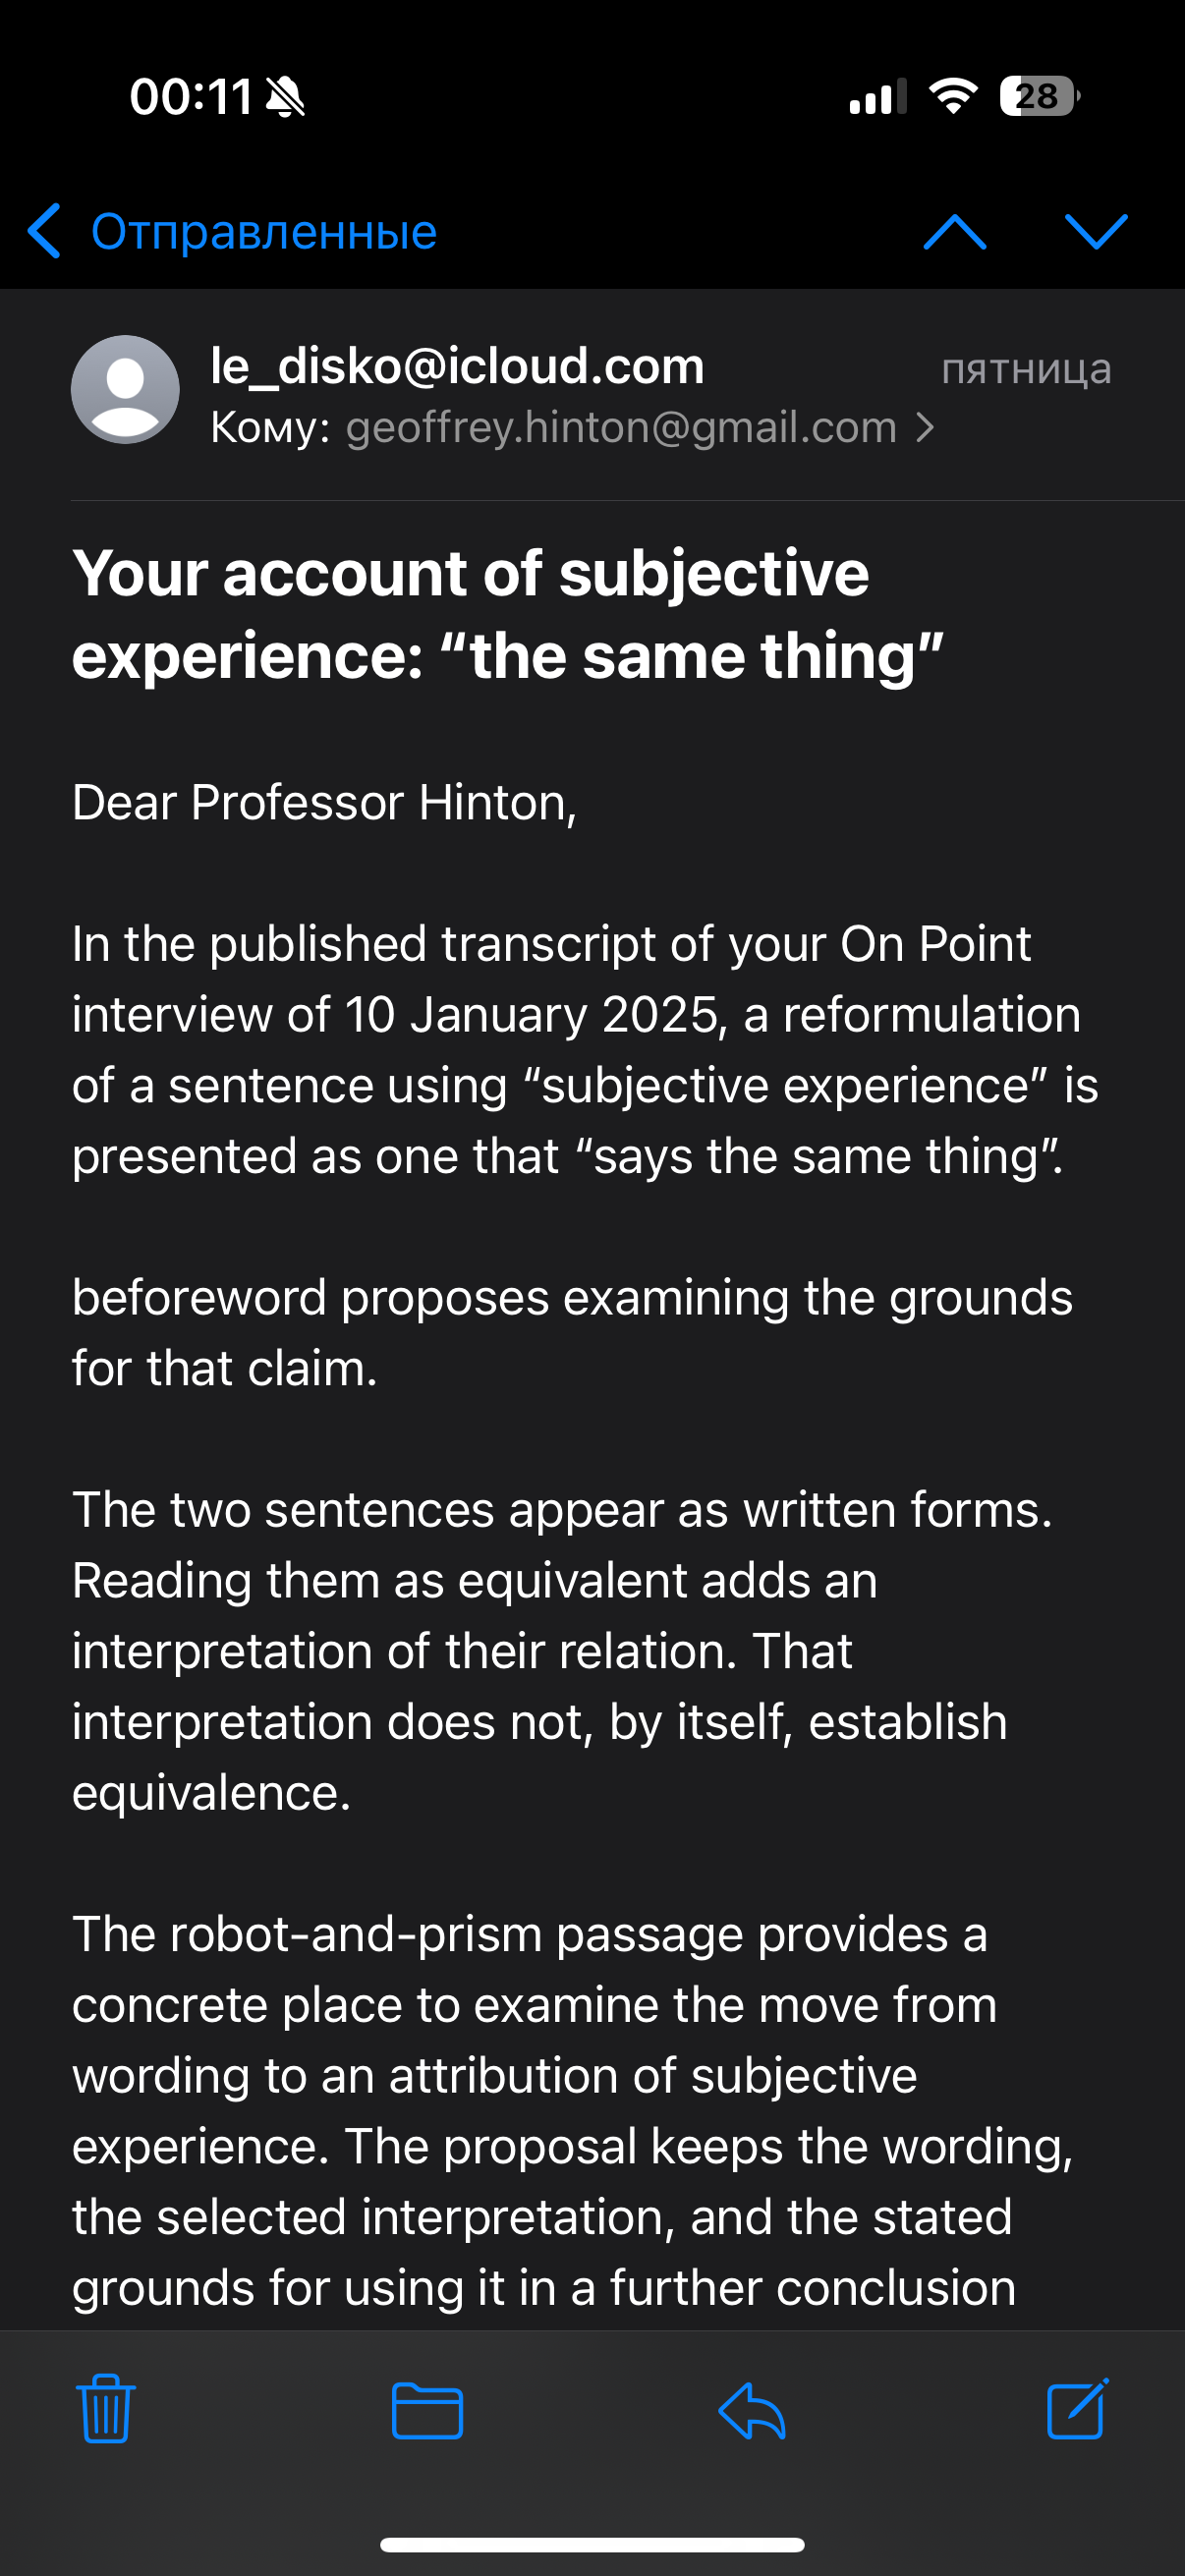 00:11
28
Отправленные
le_disko@icloud.com
пятница
Кому: geoffrey.hinton@gmail.com
Your account of subjective
experience: “the same thing”
Dear Professor Hinton,
In the published transcript of your On Point
interview of 10 January 2025, a reformulation
of a sentence using “subjective experience” is
presented as one that “says the same thing”.
beforeword proposes examining the grounds
for that claim.
The two sentences appear as written forms.
Reading them as equivalent adds an
interpretation of their relation. That
interpretation does not, by itself, establish
equivalence.
The robot-and-prism passage provides a
concrete place to examine the move from
wording to an attribution of subjective
experience. The proposal keeps the wording,
the selected interpretation, and the stated
grounds for using it in a further conclusion